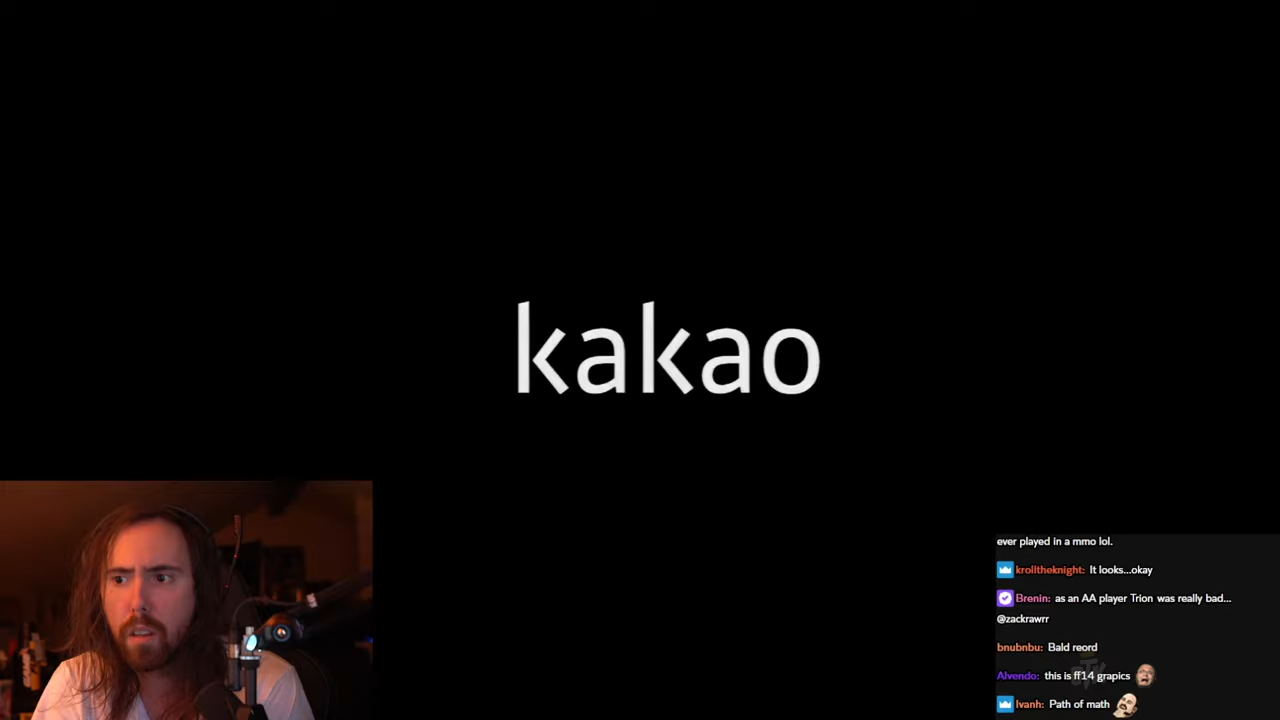 kakao
ever played in a mmo lol.
krolltheknight: It looks...okay
Brenin: as an AA player Trion was really bad...
@zackrawrr
bnubnbu: Bald reord
Alvendo: this is ff14 grapics
Ivanh: Path of math